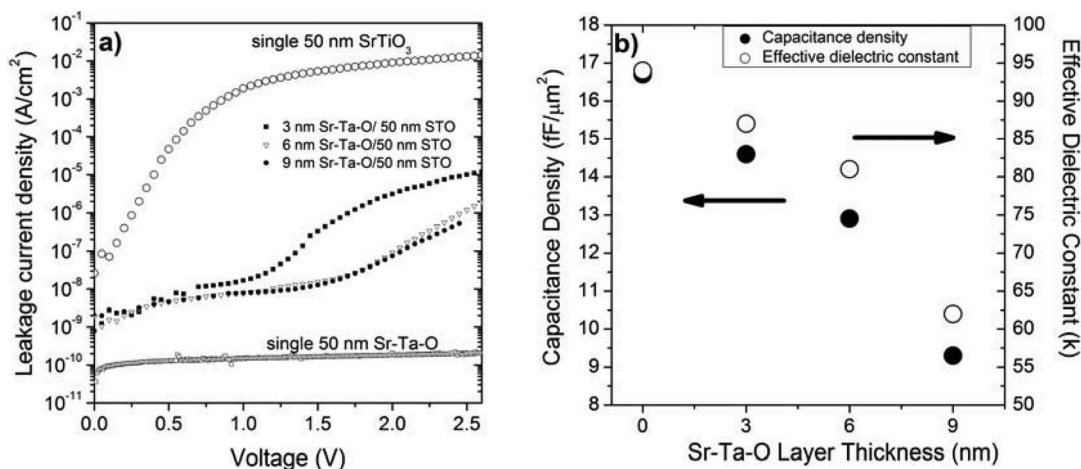 a)
single 50 nm SrTiO₃
3 nm Sr-Ta-O/ 50 nm STO
6 nm Sr-Ta-O/50 nm STO
9 nm Sr-Ta-O/50 nm STO
single 50 nm Sr-Ta-O
10⁻¹
10⁻²
10⁻³
10⁻⁴
10⁻⁵
10⁻⁶
10⁻⁷
10⁻⁸
10⁻⁹
10⁻¹⁰
10⁻¹¹
Leakage current density (A/cm²)
0.0 0.5 1.0 1.5 2.0 2.5
Voltage (V)
b)
Capacitance density
Effective dielectric constant
18
17
16
15
14
13
12
11
10
9
8
Capacitance Density (fF/μm²)
100
95
90
85
80
75
70
65
60
55
50
Effective Dielectric Constant (k)
0 3 6 9
Sr-Ta-O Layer Thickness (nm)